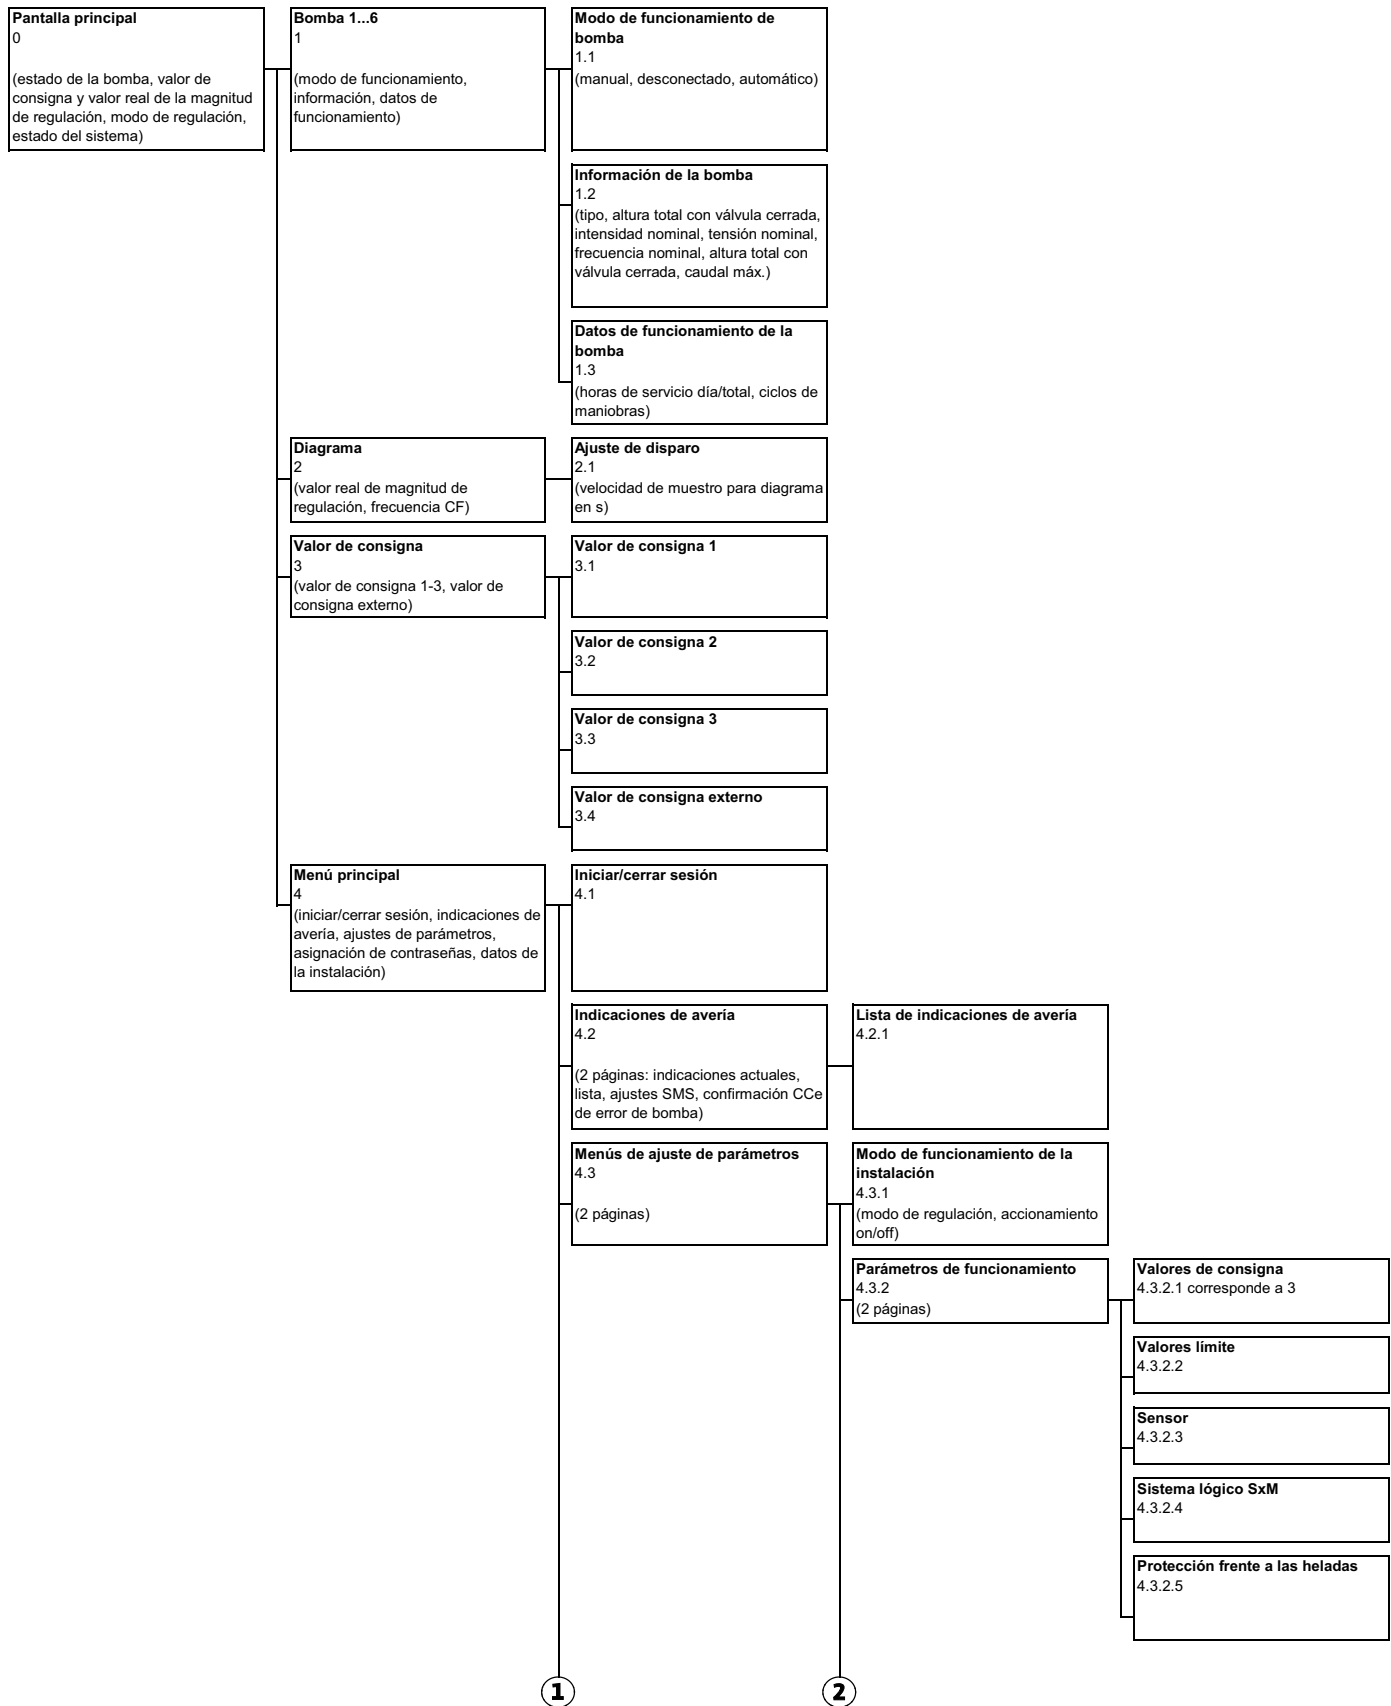 Pantalla principal
0
(estado de la bomba, valor de
consigna y valor real de la magnitud
de regulación, modo de regulación,
estado del sistema)
Bomba 1...6
1
(modo de funcionamiento,
información, datos de
funcionamiento)
Modo de funcionamiento de
bomba
1.1
(manual, desconectado, automático)
Información de la bomba
1.2
(tipo, altura total con válvula cerrada,
intensidad nominal, tensión nominal,
frecuencia nominal, altura total con
válvula cerrada, caudal máx.)
Datos de funcionamiento de la
bomba
1.3
(horas de servicio día/total, ciclos de
maniobras)
Diagrama
2
(valor real de magnitud de
regulación, frecuencia CF)
Ajuste de disparo
2.1
(velocidad de muestro para diagrama
en s)
Valor de consigna
3
(valor de consigna 1-3, valor de
consigna externo)
Valor de consigna 1
3.1
Valor de consigna 2
3.2
Valor de consigna 3
3.3
Valor de consigna externo
3.4
Menú principal
4
(iniciar/cerrar sesión, indicaciones de
avería, ajustes de parámetros,
asignación de contraseñas, datos de
la instalación)
Iniciar/cerrar sesión
4.1
Indicaciones de avería
4.2
(2 páginas: indicaciones actuales,
lista, ajustes SMS, confirmación CCe
de error de bomba)
Lista de indicaciones de avería
4.2.1
Menús de ajuste de parámetros
4.3
(2 páginas)
Modo de funcionamiento de la
instalación
4.3.1
(modo de regulación, accionamiento
on/off)
Parámetros de funcionamiento
4.3.2
(2 páginas)
Valores de consigna
4.3.2.1 corresponde a 3
Valores límite
4.3.2.2
Sensor
4.3.2.3
Sistema lógico SxM
4.3.2.4
Protección frente a las heladas
4.3.2.5
1
2